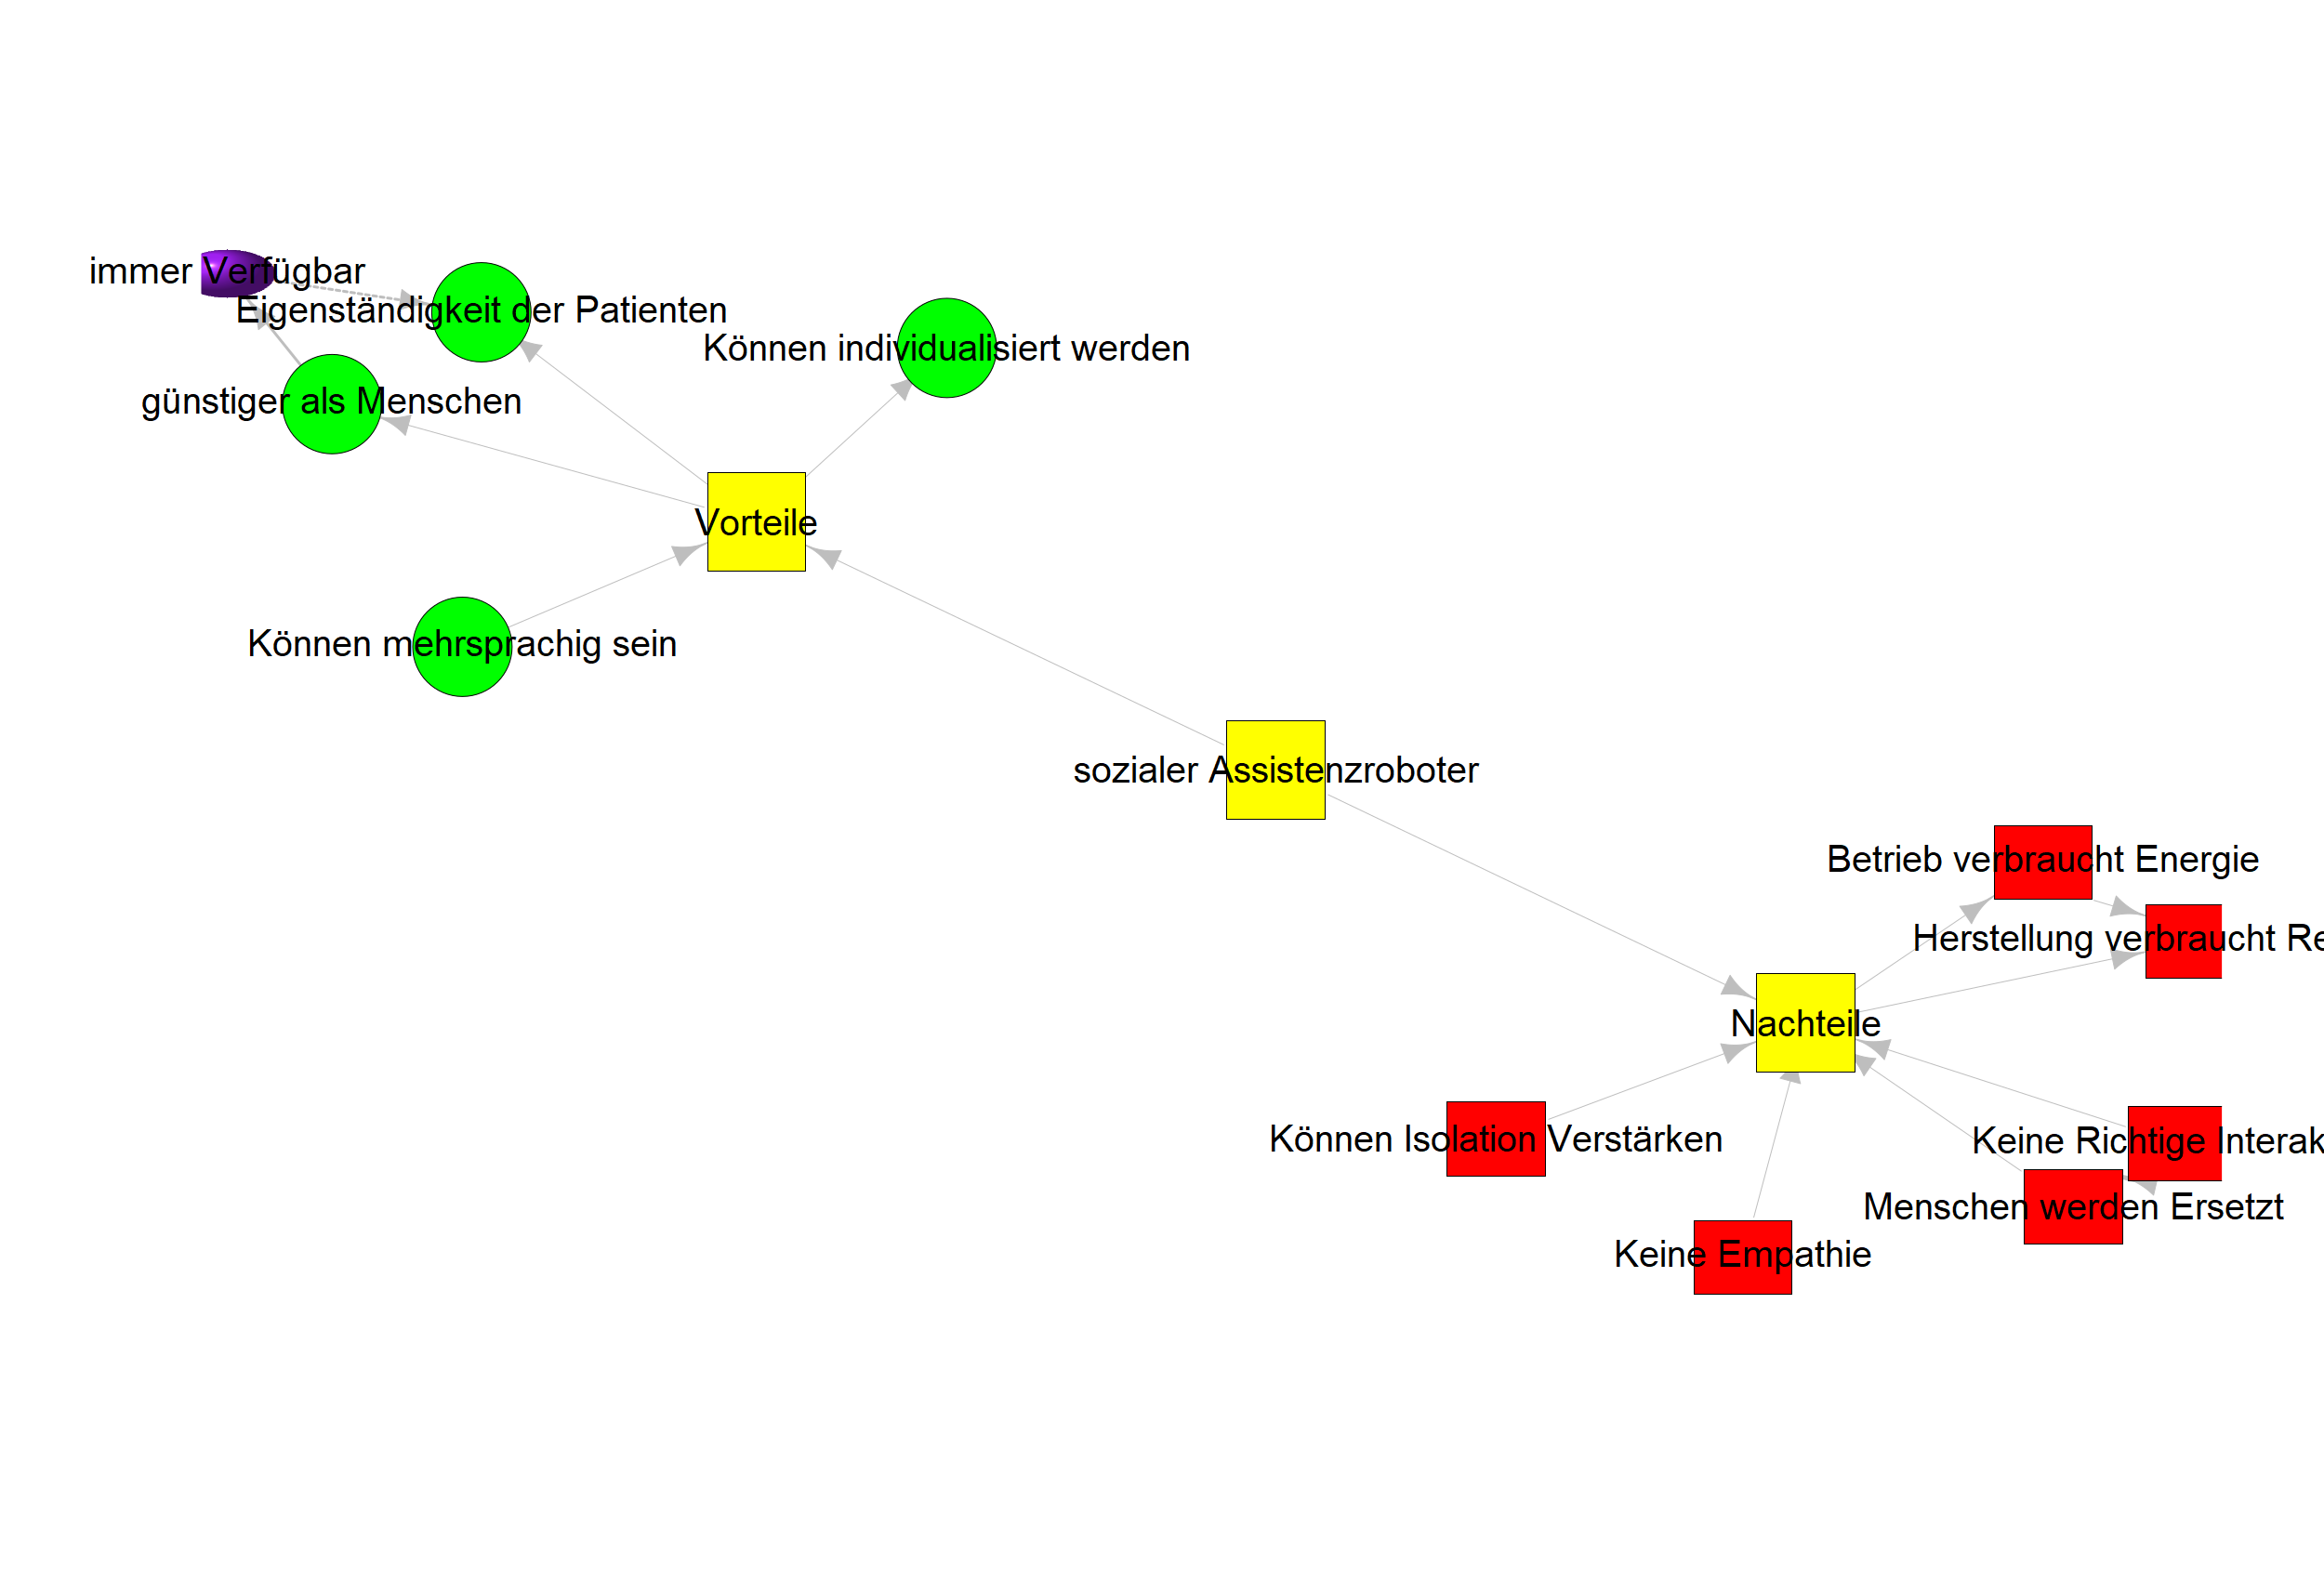 immer Verfügbar
Eigenständigkeit der Patienten
Können individualisiert werden
günstiger als Menschen
Vorteile
Können mehrsprachig sein
sozialer Assistenzroboter
Betrieb verbraucht Energie
Herstellung verbraucht Re
Nachteile
Können Isolation Verstärken
Keine Richtige Interak
Menschen werden Ersetzt
Keine Empathie